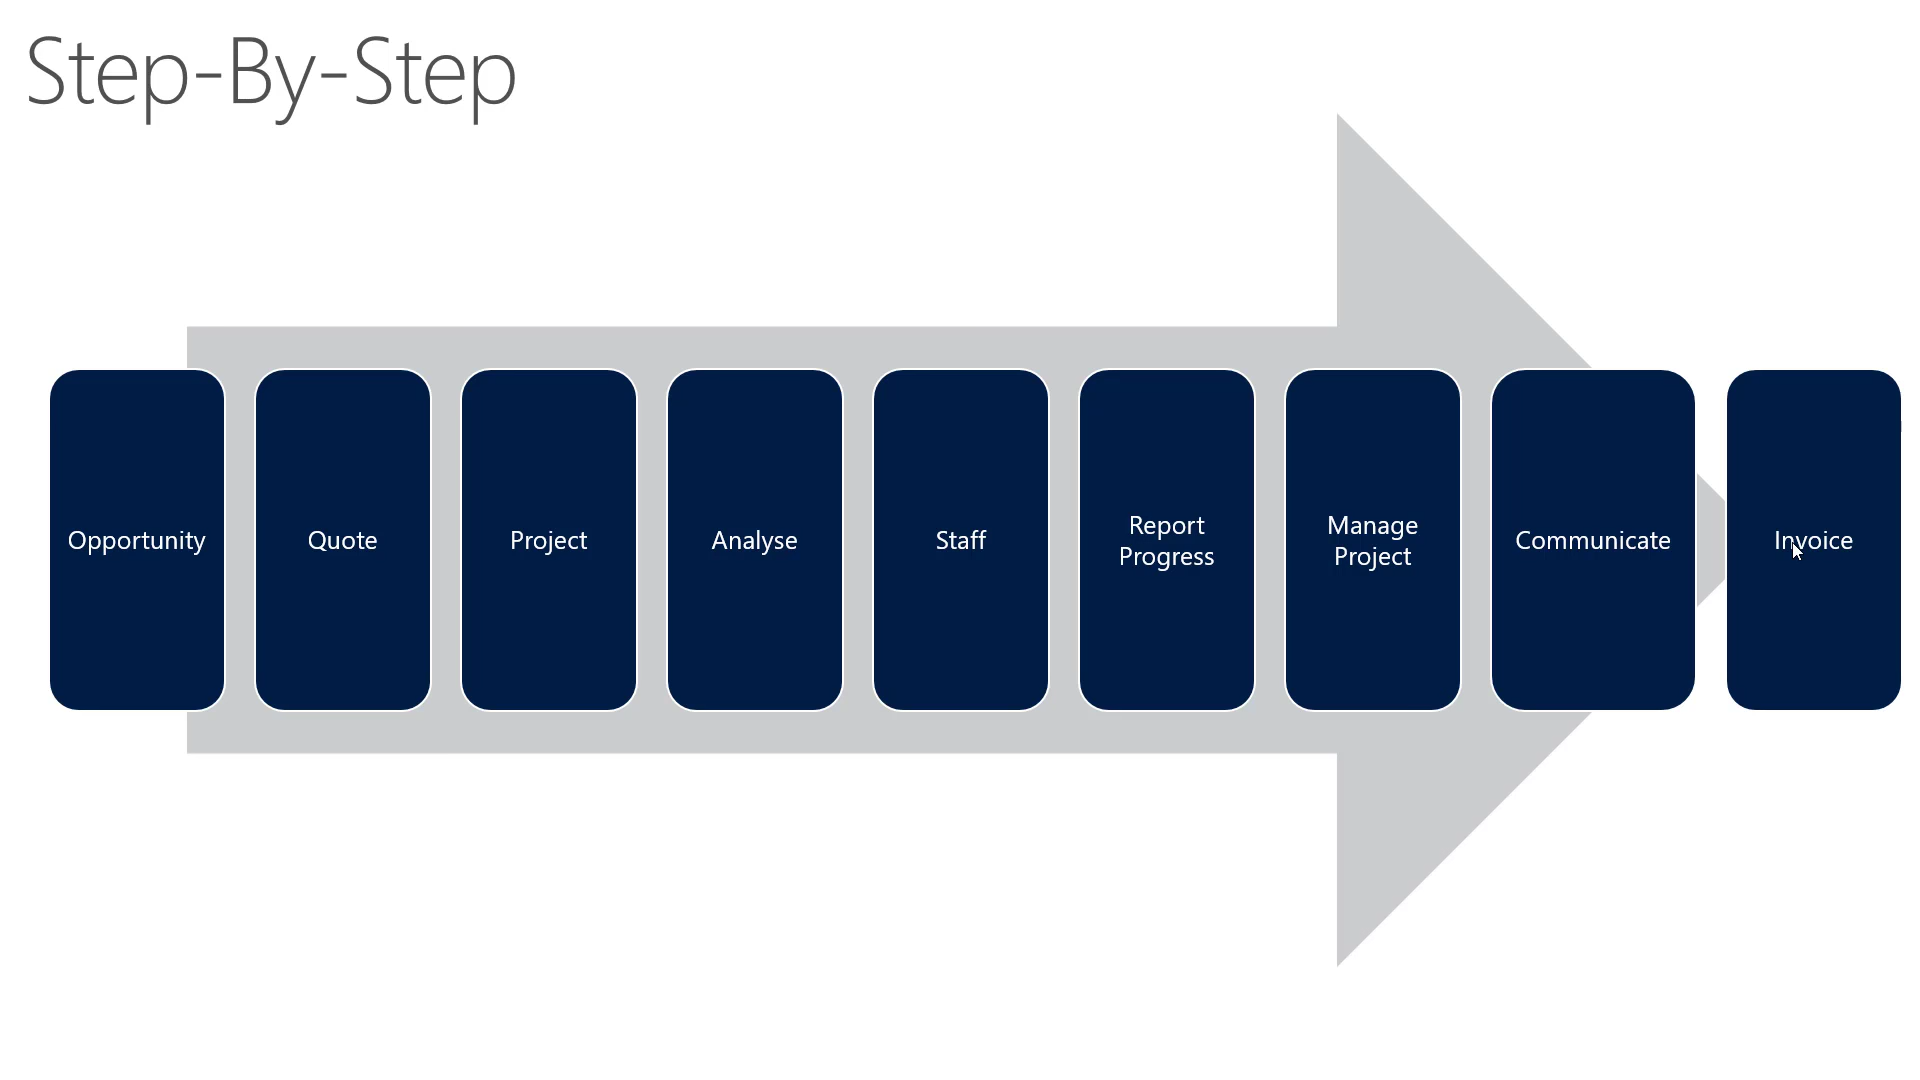 Step-By-Step
Opportunity
Quote
Project
Analyse
Staff
Report
Progress
Manage
Project
Communicate
Invoice